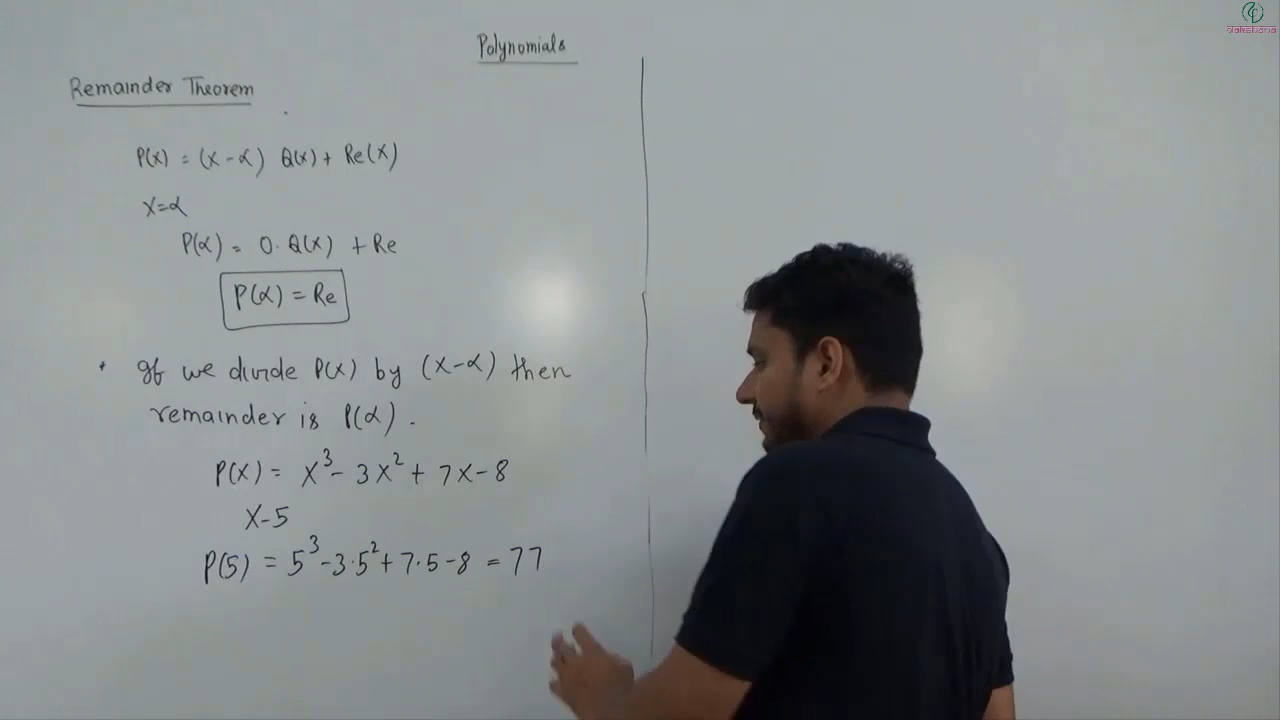 Polynomials
Remainder Theorem
P(x) = (x-α) Q(x) + Re(x)
x=α
P(α) = 0. Q(x) + Re
P(α) = Re
• If we divide P(x) by (x-α) then
remainder is P(α).
P(x) = x³ - 3x² + 7x - 8
x-5
P(5) = 5³ - 3·5² + 7·5 - 8 = 77